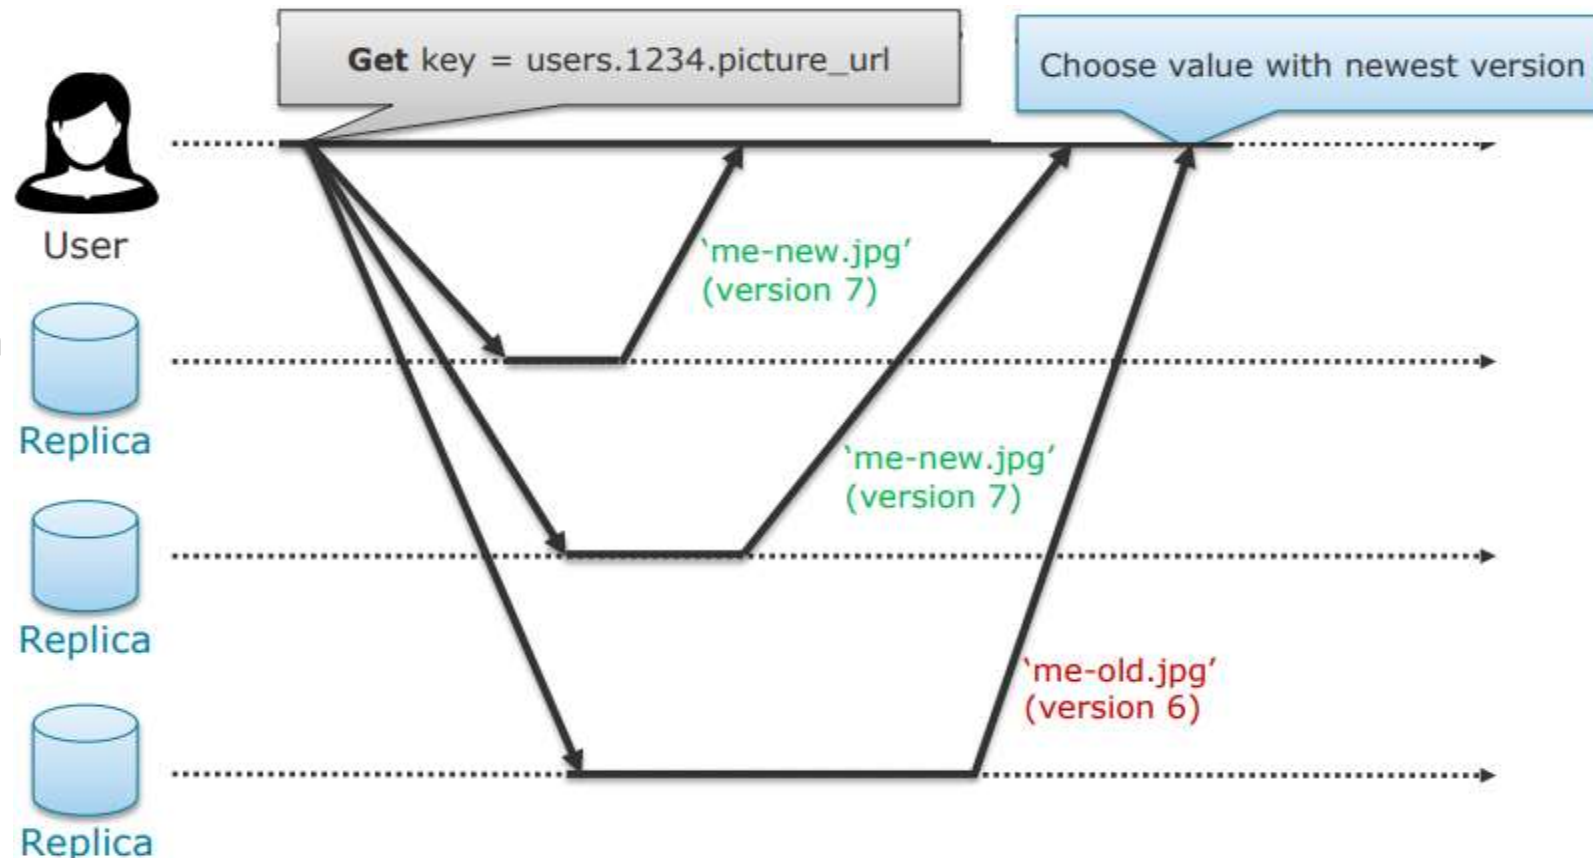 Get key = users.1234.picture_url
Choose value with newest version
User
‘me-new.jpg’
(version 7)
Replica
‘me-new.jpg’
(version 7)
Replica
‘me-old.jpg’
(version 6)
Replica